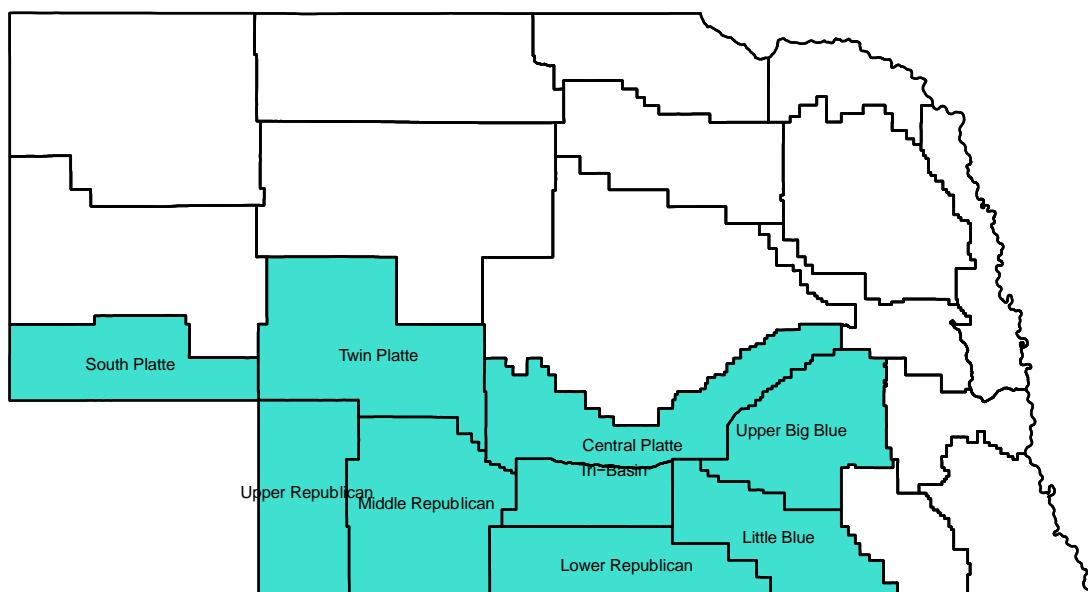 Twin Platte
South Platte
Upper Big Blue
Central Platte
Tri−Basin
Upper Republican
Middle Republican
Little Blue
Lower Republican